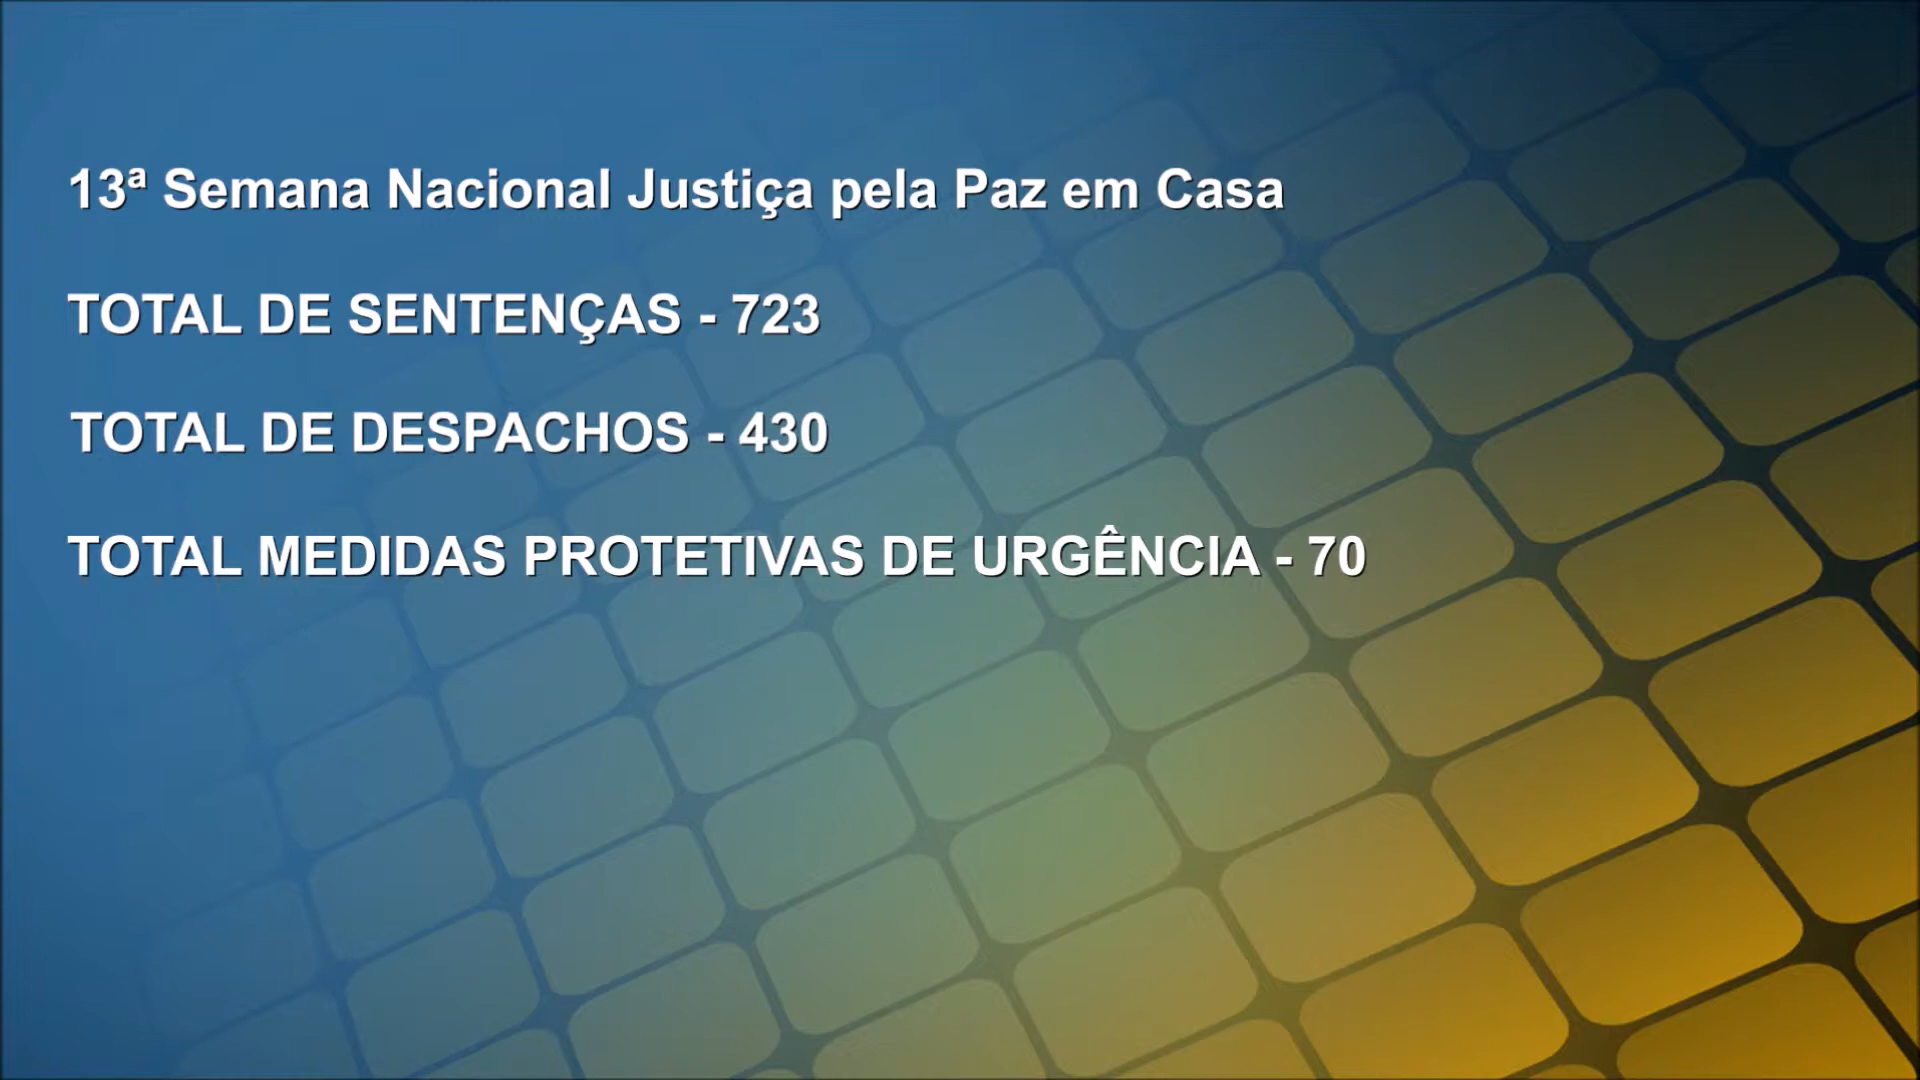 13ª Semana Nacional Justiça pela Paz em Casa
TOTAL DE SENTENÇAS - 723
TOTAL DE DESPACHOS - 430
TOTAL MEDIDAS PROTETIVAS DE URGÊNCIA - 70